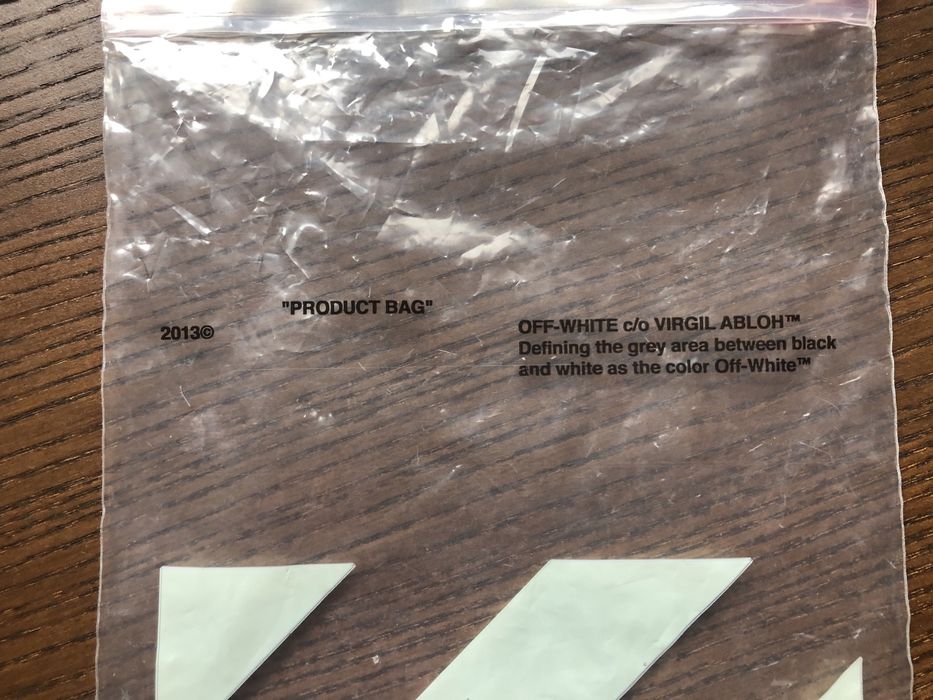 "PRODUCT BAG"
2013©
OFF-WHITE c/o VIRGIL ABLOH™
Defining the grey area between black
and white as the color Off-White™